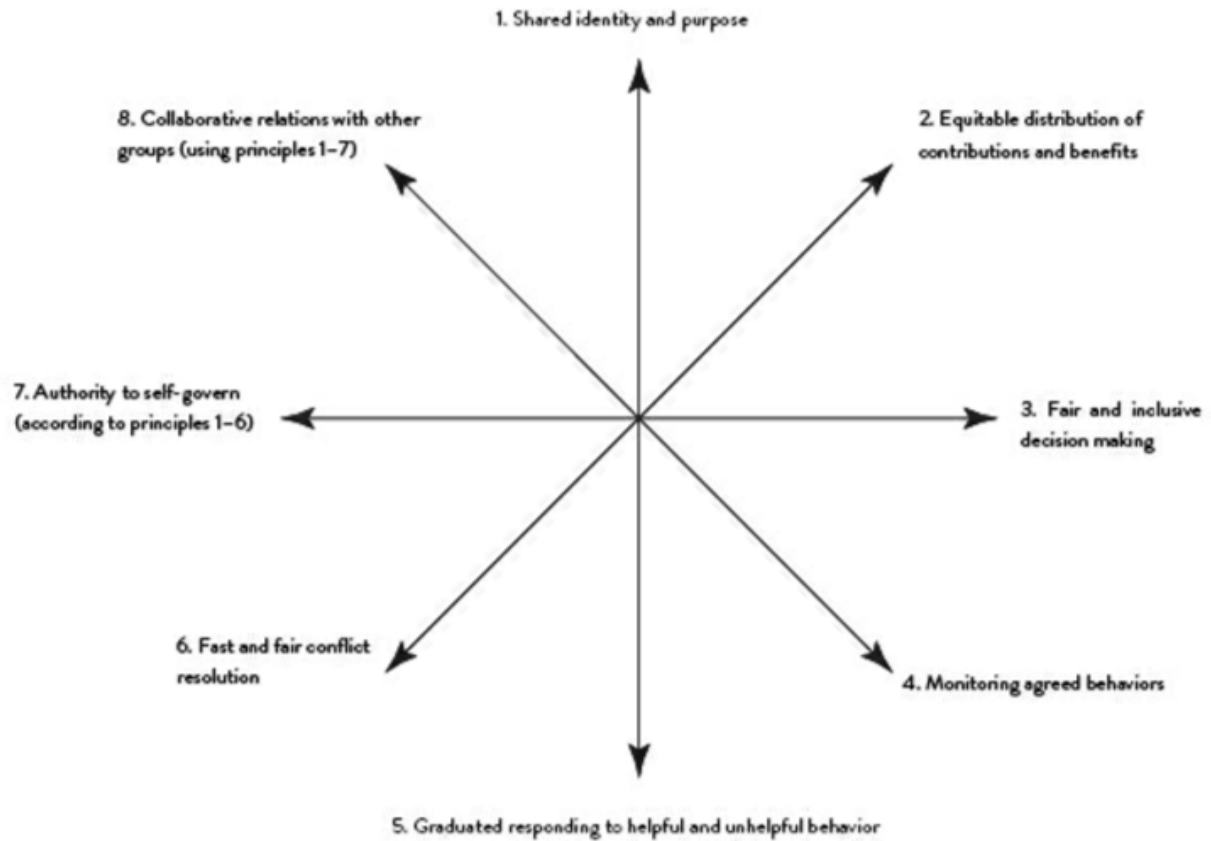 1. Shared identity and purpose
2. Equitable distribution of
contributions and benefits
3. Fair and inclusive
decision making
4. Monitoring agreed behaviors
5. Graduated responding to helpful and unhelpful behavior
6. Fast and fair conflict
resolution
7. Authority to self-govern
(according to principles 1–6)
8. Collaborative relations with other
groups (using principles 1–7)